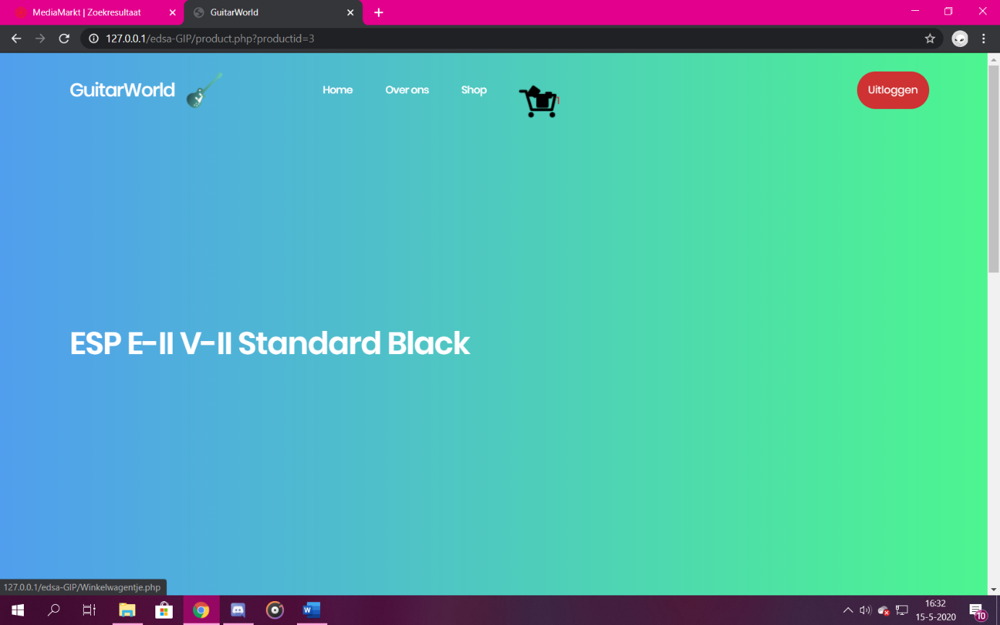 MediaMarkt | Zoekresultaat
GuitarWorld
127.0.0.1/edsa-GIP/product.php?productid=3
GuitarWorld
Home
Over ons
Shop
1
Uitloggen
ESP E-II V-II Standard Black
127.0.0.1/edsa-GIP/Winkelwagentje.php
16:32
15-5-2020
10